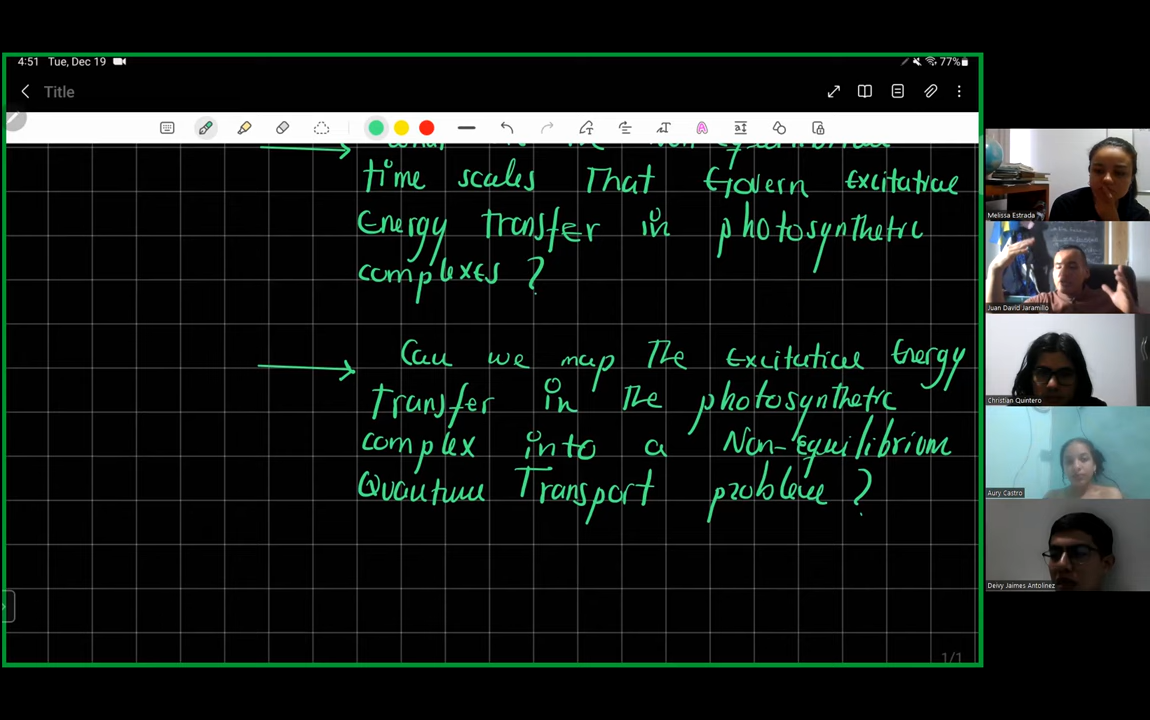 4:51 Tue, Dec 19
77%
Title
time scales That Govern Excitation
Energy Transfer in photosynthetic
complexes ?
Can we map The Excitation Energy
Transfer in The photosynthetic
complex into a Non-equilibrium
Quantum Transport problem ?
1/1
Melissa Estrada
Juan David Jaramillo
Christian Quintero
Aury Castro
Deivy Jaimes Antolinez